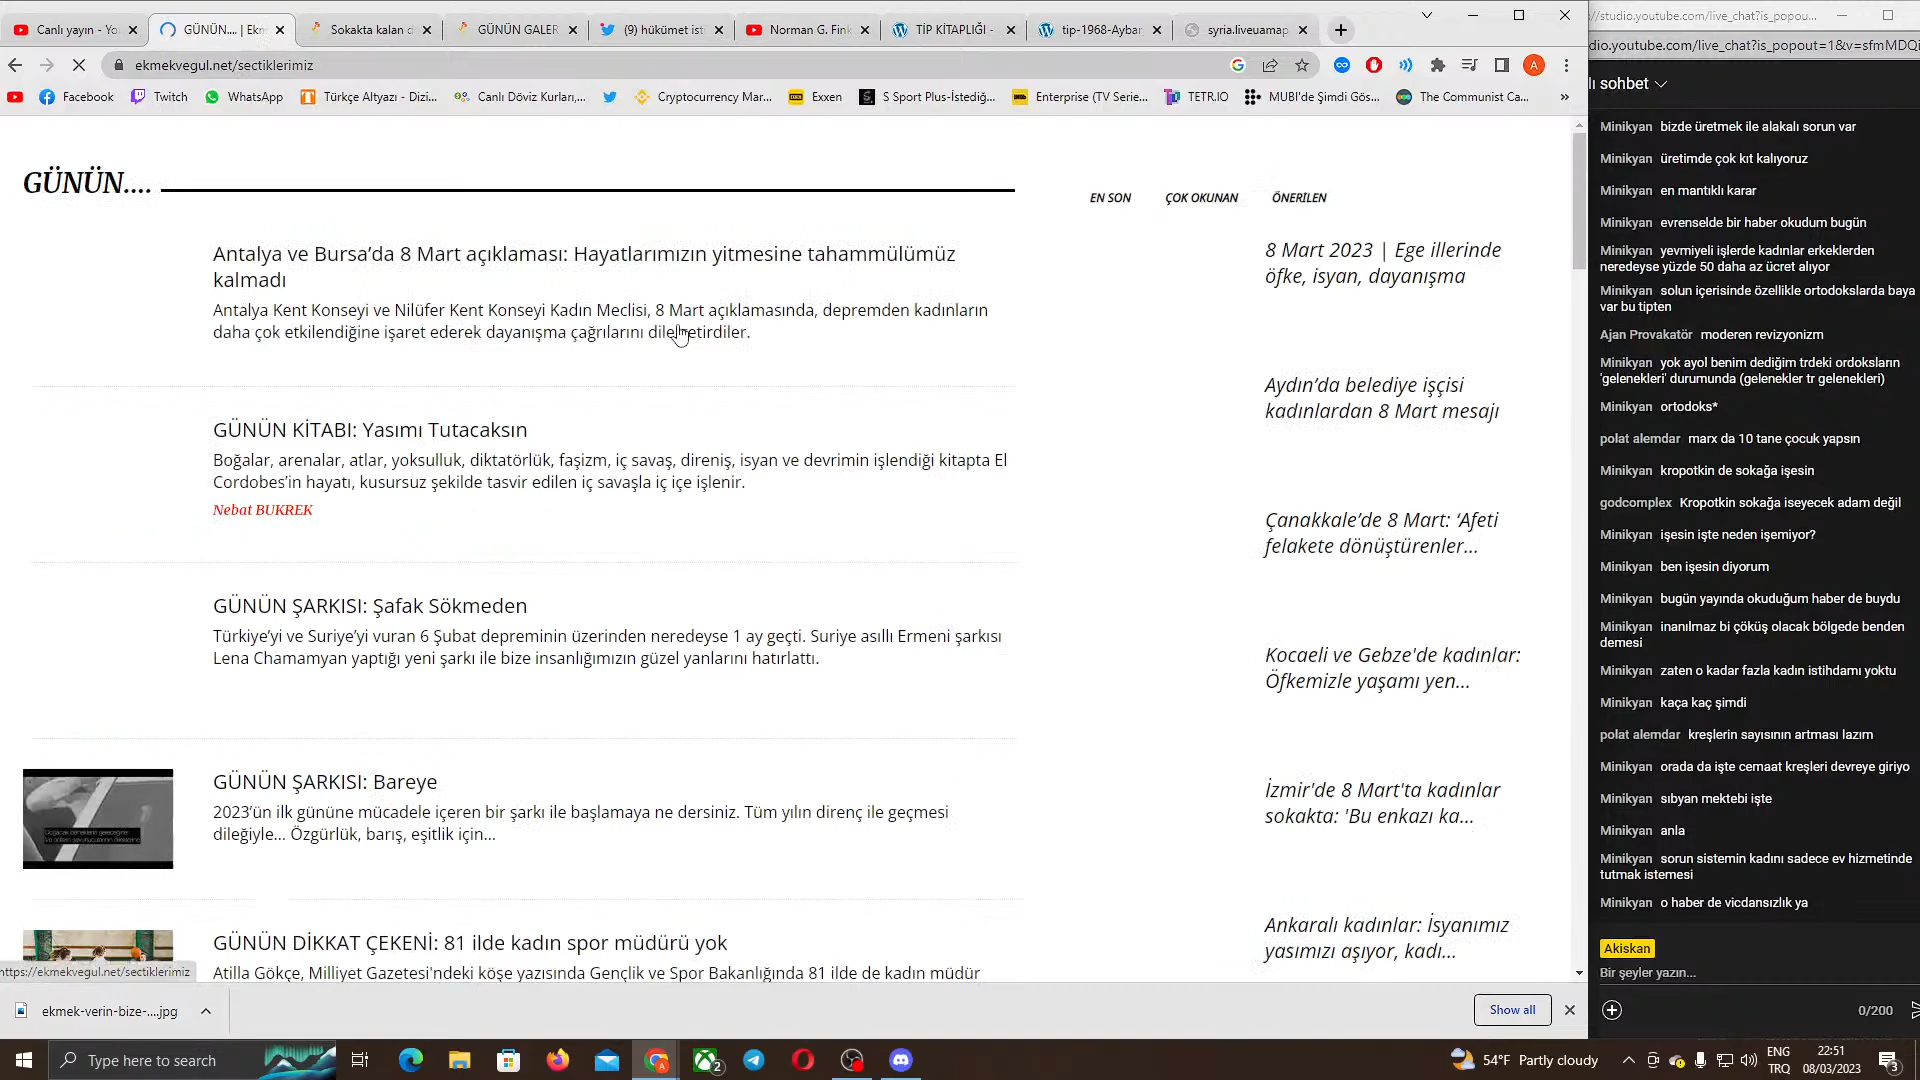 Canlı yayın - Yo
GÜNÜN.... | Ekn
Sokakta kalan d
GÜNÜN GALER
(9) hükümet isti
Norman G. Fink
TİP KİTAPLIĞI -
tip-1968-Aybar
syria.liveuamap
//studio.youtube.com/live_chat?is_popou...
ekmekvegul.net/sectiklerimiz
dio.youtube.com/live_chat?is_popout=1&v=sfmMDQi
A
Facebook
Twitch
WhatsApp
Türkçe Altyazı - Dizi...
Canlı Döviz Kurları,...
Cryptocurrency Mar...
Exxen
S Sport Plus-İstediğ...
Enterprise (TV Serie...
TETR.IO
MUBI'de Şimdi Gös...
The Communist Ca...
»
lı sohbet
GÜNÜN....
EN SON
ÇOK OKUNAN
ÖNERİLEN
Antalya ve Bursa’da 8 Mart açıklaması: Hayatlarımızın yitmesine tahammülümüz
kalmadı
Antalya Kent Konseyi ve Nilüfer Kent Konseyi Kadın Meclisi, 8 Mart açıklamasında, depremden kadınların
daha çok etkilendiğine işaret ederek dayanışma çağrılarını dile getirdiler.
GÜNÜN KİTABI: Yasımı Tutacaksın
Boğalar, arenalar, atlar, yoksulluk, diktatörlük, faşizm, iç savaş, direniş, isyan ve devrimin işlendiği kitapta El
Cordobes’in hayatı, kusursuz şekilde tasvir edilen iç savaşla iç içe işlenir.
Nebat BUKREK
GÜNÜN ŞARKISI: Şafak Sökmeden
Türkiye’yi ve Suriye’yi vuran 6 Şubat depreminin üzerinden neredeyse 1 ay geçti. Suriye asıllı Ermeni şarkısı
Lena Chamamyan yaptığı yeni şarkı ile bize insanlığımızın güzel yanlarını hatırlattı.
GÜNÜN ŞARKISI: Bareye
2023’ün ilk gününe mücadele içeren bir şarkı ile başlamaya ne dersiniz. Tüm yılın direnç ile geçmesi
dileğiyle... Özgürlük, barış, eşitlik için...
GÜNÜN DİKKAT ÇEKENİ: 81 ilde kadın spor müdürü yok
Atilla Gökçe, Milliyet Gazetesi'ndeki köşe yazısında Gençlik ve Spor Bakanlığında 81 ilde de kadın müdür
8 Mart 2023 | Ege illerinde
öfke, isyan, dayanışma
Aydın’da belediye işçisi
kadınlardan 8 Mart mesajı
Çanakkale’de 8 Mart: ‘Afeti
felakete dönüştürenler...
Kocaeli ve Gebze'de kadınlar:
Öfkemizle yaşamı yen...
İzmir'de 8 Mart'ta kadınlar
sokakta: 'Bu enkazı ka...
Ankaralı kadınlar: İsyanımız
yasımızı aşıyor, kadı...
Minikyan bizde üretmek ile alakalı sorun var
Minikyan üretimde çok kıt kalıyoruz
Minikyan en mantıklı karar
Minikyan evrenselde bir haber okudum bugün
Minikyan yevmiyeli işlerde kadınlar erkeklerden
neredeyse yüzde 50 daha az ücret alıyor
Minikyan solun içerisinde özellikle ortodokslarda baya
var bu tipten
Ajan Provakatör moderen revizyonizm
Minikyan yok ayol benim dediğim trdeki ordoksların
'gelenekleri' durumunda (gelenekler tr gelenekleri)
Minikyan ortodoks*
polat alemdar marx da 10 tane çocuk yapsın
Minikyan kropotkin de sokağa işesin
godcomplex Kropotkin sokağa iseyecek adam değil
Minikyan işesin işte neden işemiyor?
Minikyan ben işesin diyorum
Minikyan bugün yayında okuduğum haber de buydu
Minikyan inanılmaz bi çöküş olacak bölgede benden
demesi
Minikyan zaten o kadar fazla kadın istihdamı yoktu
Minikyan kaça kaç şimdi
polat alemdar kreşlerin sayısının artması lazım
Minikyan orada da işte cemaat kreşleri devreye giriyo
Minikyan sıbyan mektebi işte
Minikyan anla
Minikyan sorun sistemin kadını sadece ev hizmetinde
tutmak istemesi
Minikyan o haber de vicdansızlık ya
Akiskan
Bir şeyler yazın...
0/200
https://ekmekvegul.net/sectiklerimiz
ekmek-verin-bize-....jpg
Show all
Type here to search
2
54°F Partly cloudy
ENG
TRQ
22:51
08/03/2023
3